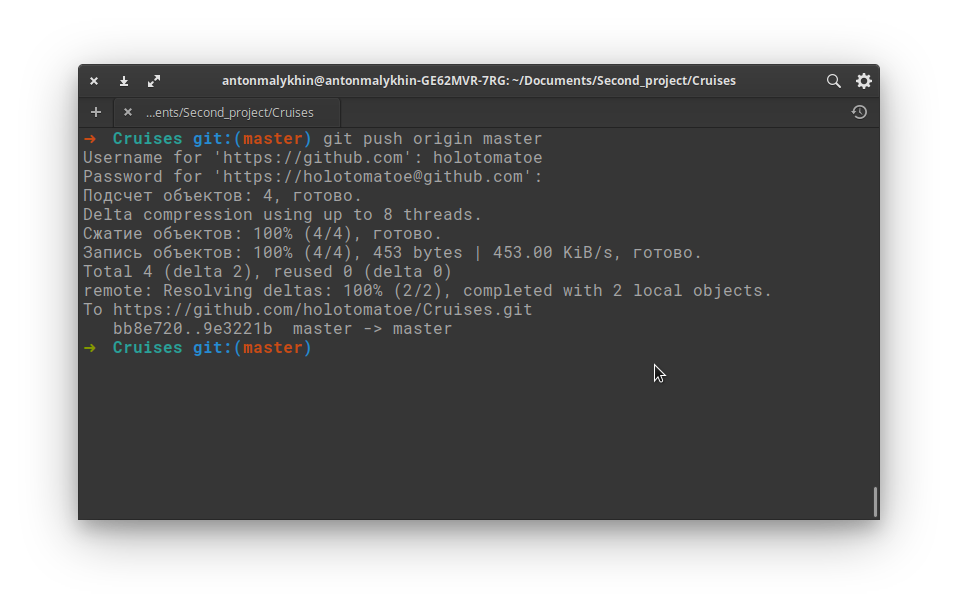 antonmalykhin@antonmalykhin-GE62MVR-7RG: ~/Documents/Second_project/Cruises
...ents/Second_project/Cruises
➜ Cruises git:(master) git push origin master
Username for 'https://github.com': holotomatoe
Password for 'https://holotomatoe@github.com':
Подсчет объектов: 4, готово.
Delta compression using up to 8 threads.
Сжатие объектов: 100% (4/4), готово.
Запись объектов: 100% (4/4), 453 bytes | 453.00 KiB/s, готово.
Total 4 (delta 2), reused 0 (delta 0)
remote: Resolving deltas: 100% (2/2), completed with 2 local objects.
To https://github.com/holotomatoe/Cruises.git
bb8e720..9e3221b master -> master
➜ Cruises git:(master)